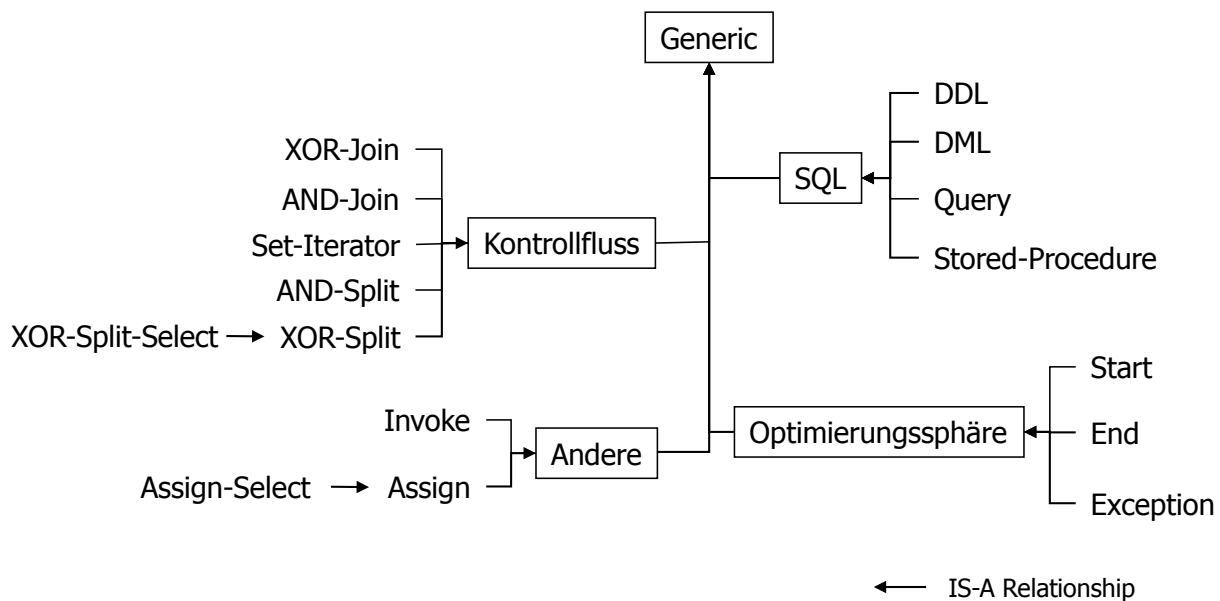 Generic
DDL
DML
SQL
Query
Stored-Procedure
XOR-Join
AND-Join
Set-Iterator
Kontrollfluss
AND-Split
XOR-Split-Select
XOR-Split
Start
Invoke
Optimierungssphäre
End
Andere
Assign-Select
Assign
Exception
IS-A Relationship